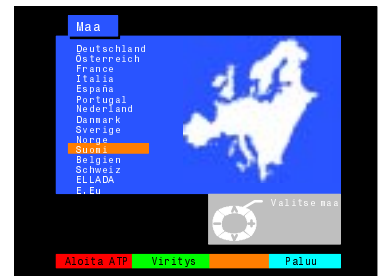 Maa
Deutschland
Österreich
France
Italia
España
Portugal
Nederland
Danmark
Sverige
Norge
Suomi
Belgien
Schweiz
ELLADA
E.Eu
Valitse maa
Aloita ATP Viritys Paluu